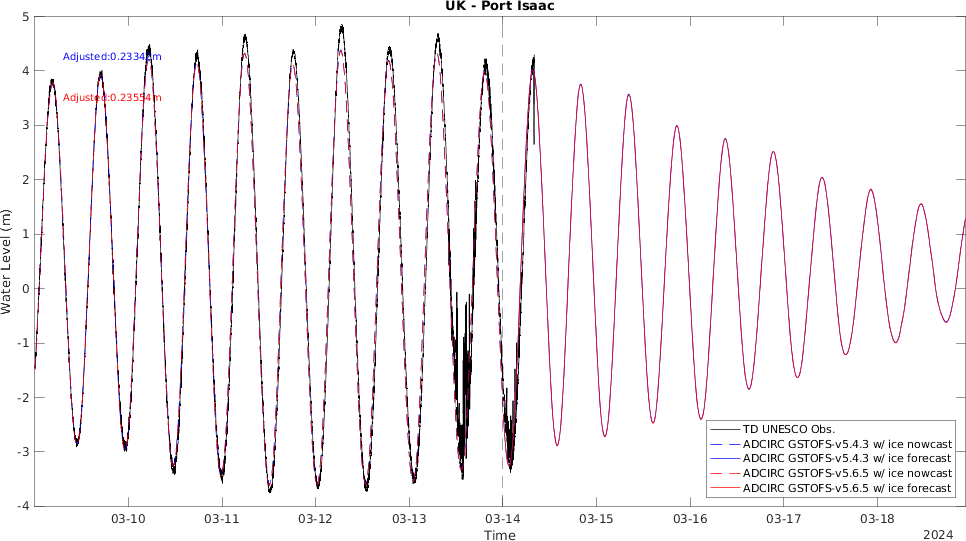 UK - Port Isaac
5
4
3
2
1
0
-1
-2
-3
-4
Water Level (m)
Adjusted:0.2334 m
Adjusted:0.23554m
03-10
03-11
03-12
03-13
03-14
03-15
03-16
03-17
03-18
Time
2024
TD UNESCO Obs.
ADCIRC GSTOFS-v5.4.3 w/ ice nowcast
ADCIRC GSTOFS-v5.4.3 w/ ice forecast
ADCIRC GSTOFS-v5.6.5 w/ ice nowcast
ADCIRC GSTOFS-v5.6.5 w/ ice forecast